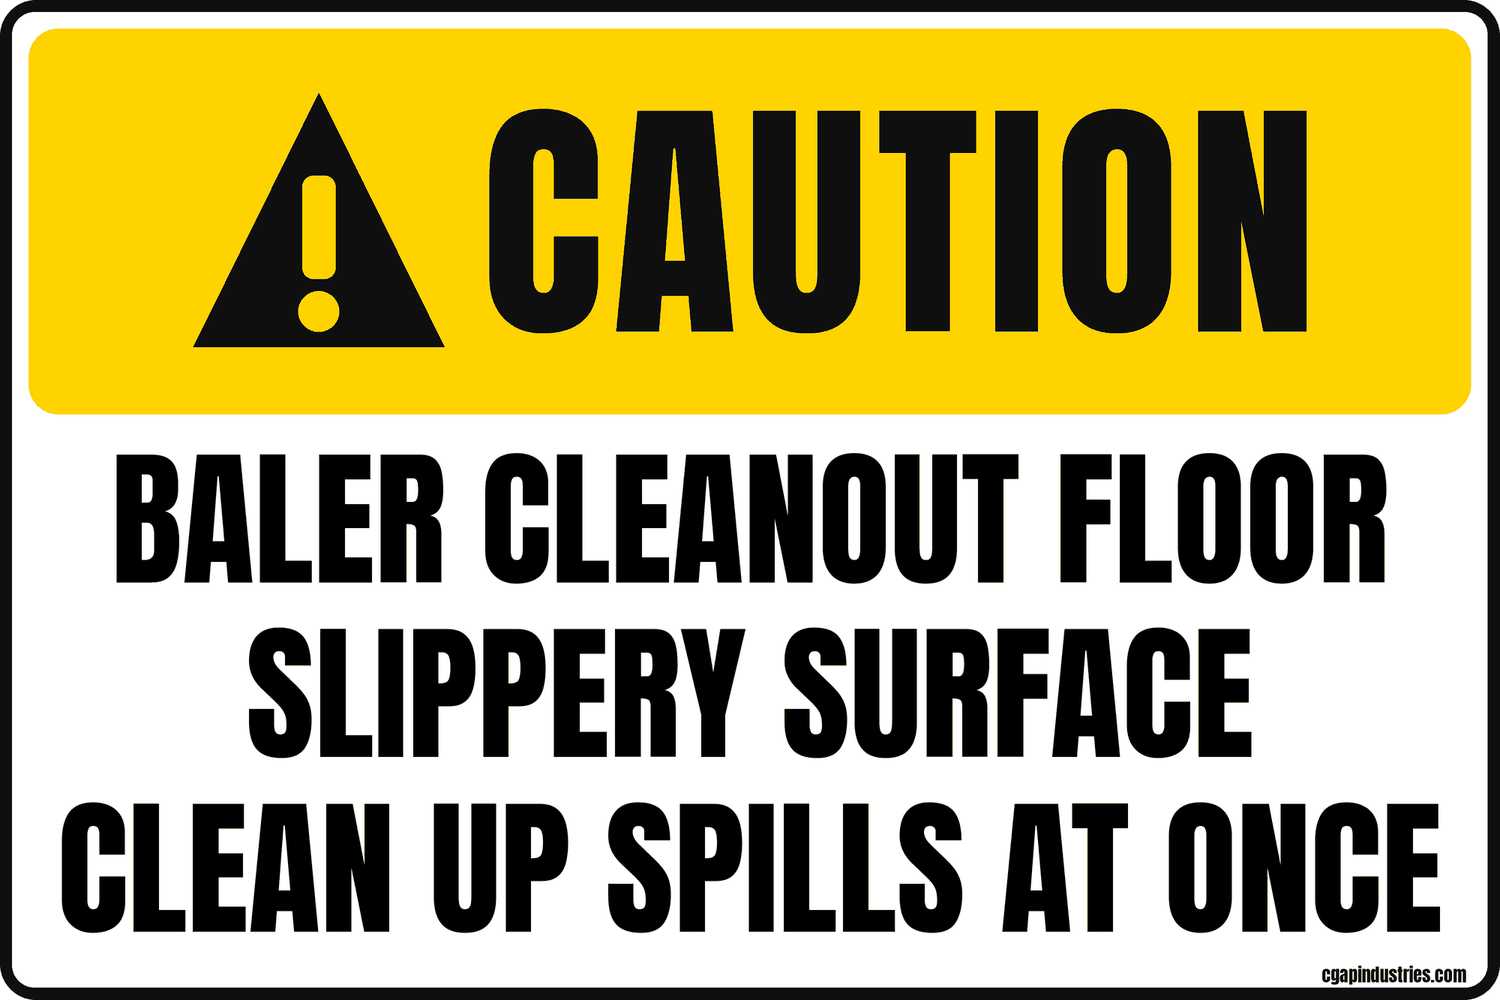 CAUTION
BALER CLEANOUT FLOOR
SLIPPERY SURFACE
CLEAN UP SPILLS AT ONCE
cgapindustries.com